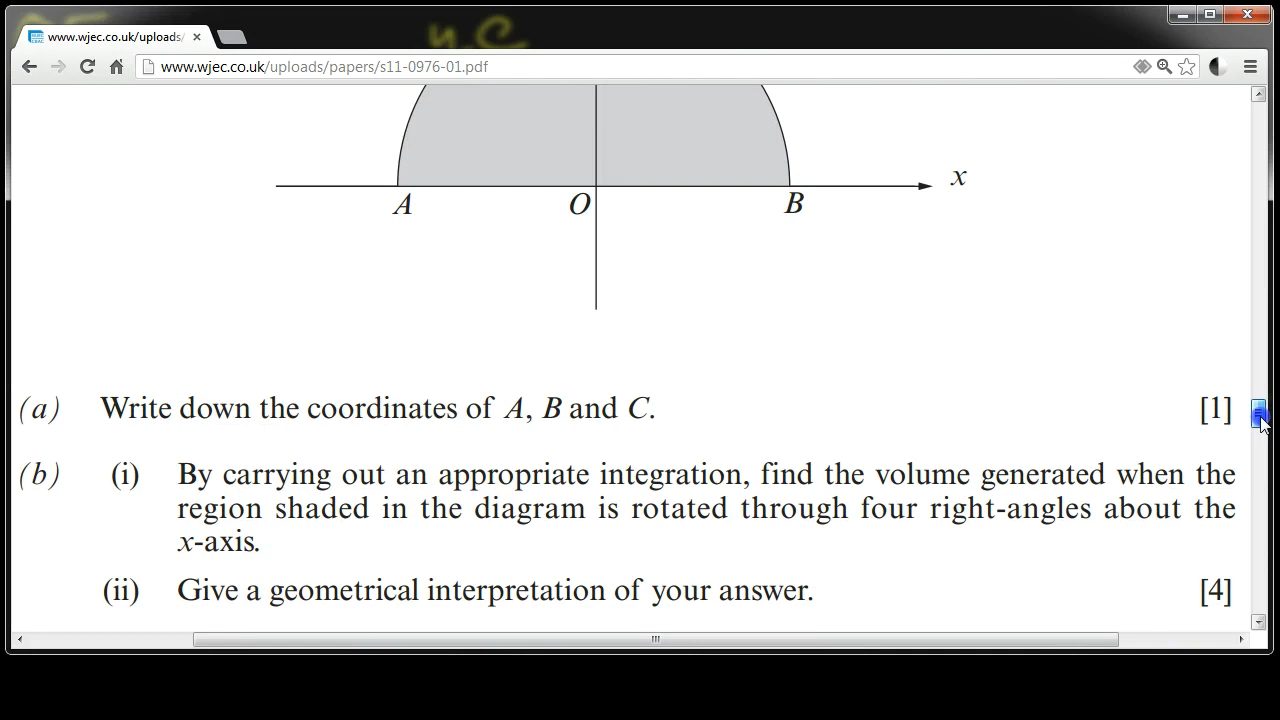 y, C
www.wjec.co.uk/uploads/
www.wjec.co.uk/uploads/papers/s11-0976-01.pdf
x
A O B
(a) Write down the coordinates of A, B and C. [1]
(b) (i) By carrying out an appropriate integration, find the volume generated when the
region shaded in the diagram is rotated through four right-angles about the
x-axis.
(ii) Give a geometrical interpretation of your answer. [4]